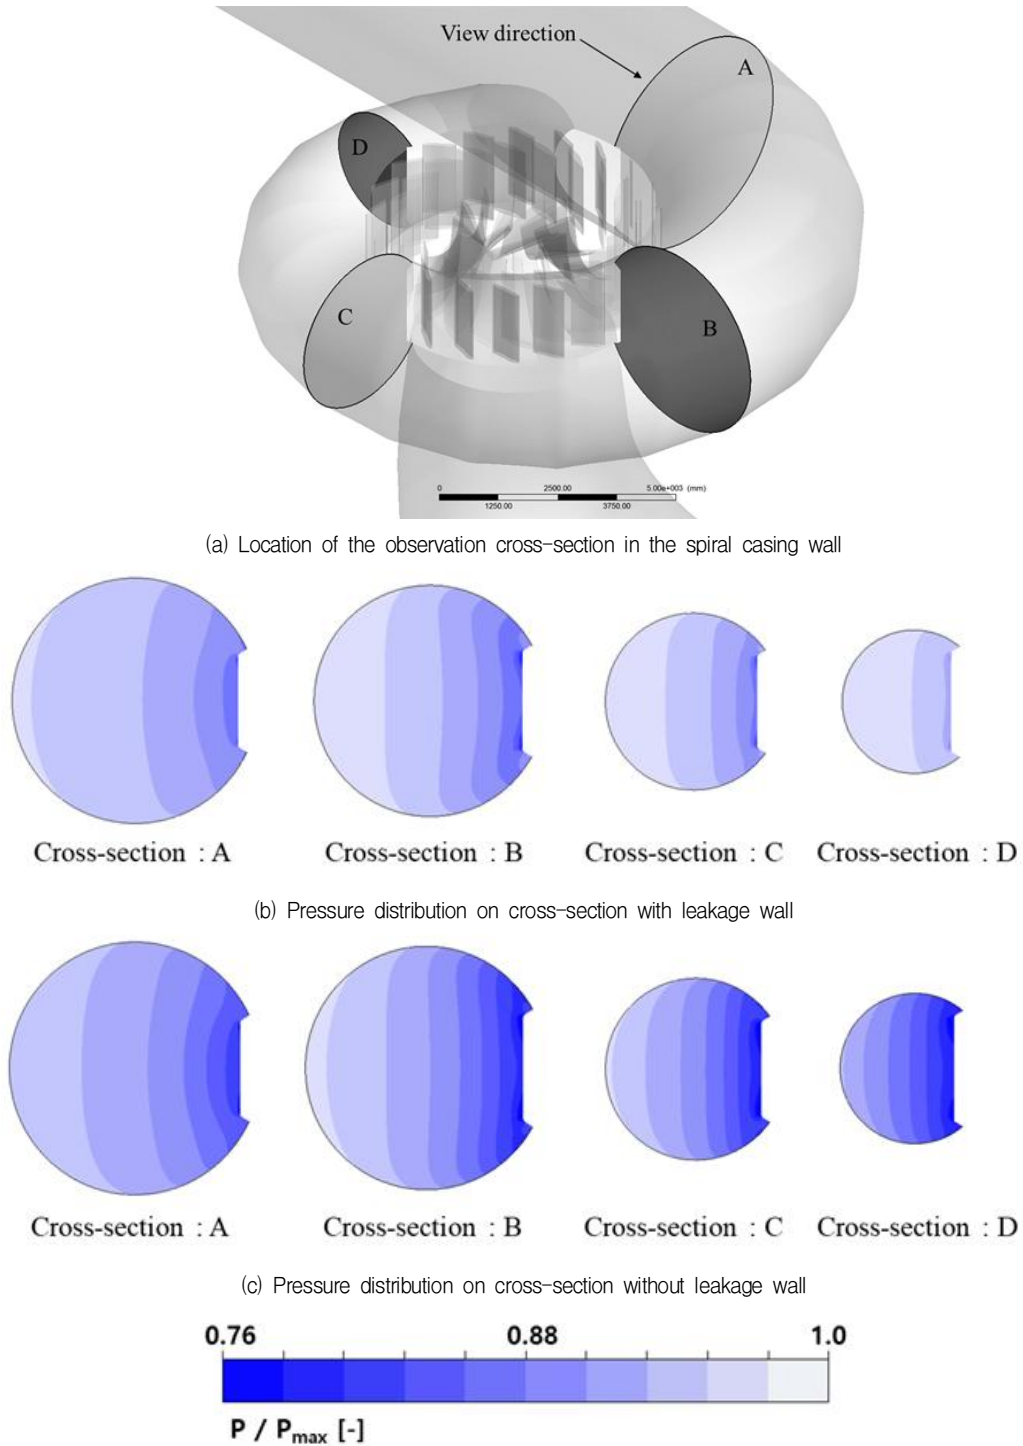 View direction
A
D
C
B
0 2500.00 5.00e+003 (mm)
1250.00 3750.00
(a) Location of the observation cross-section in the spiral casing wall
Cross-section : A Cross-section : B Cross-section : C Cross-section : D
(b) Pressure distribution on cross-section with leakage wall
Cross-section : A Cross-section : B Cross-section : C Cross-section : D
(c) Pressure distribution on cross-section without leakage wall
0.76 0.88 1.0
P / Pmax [-]